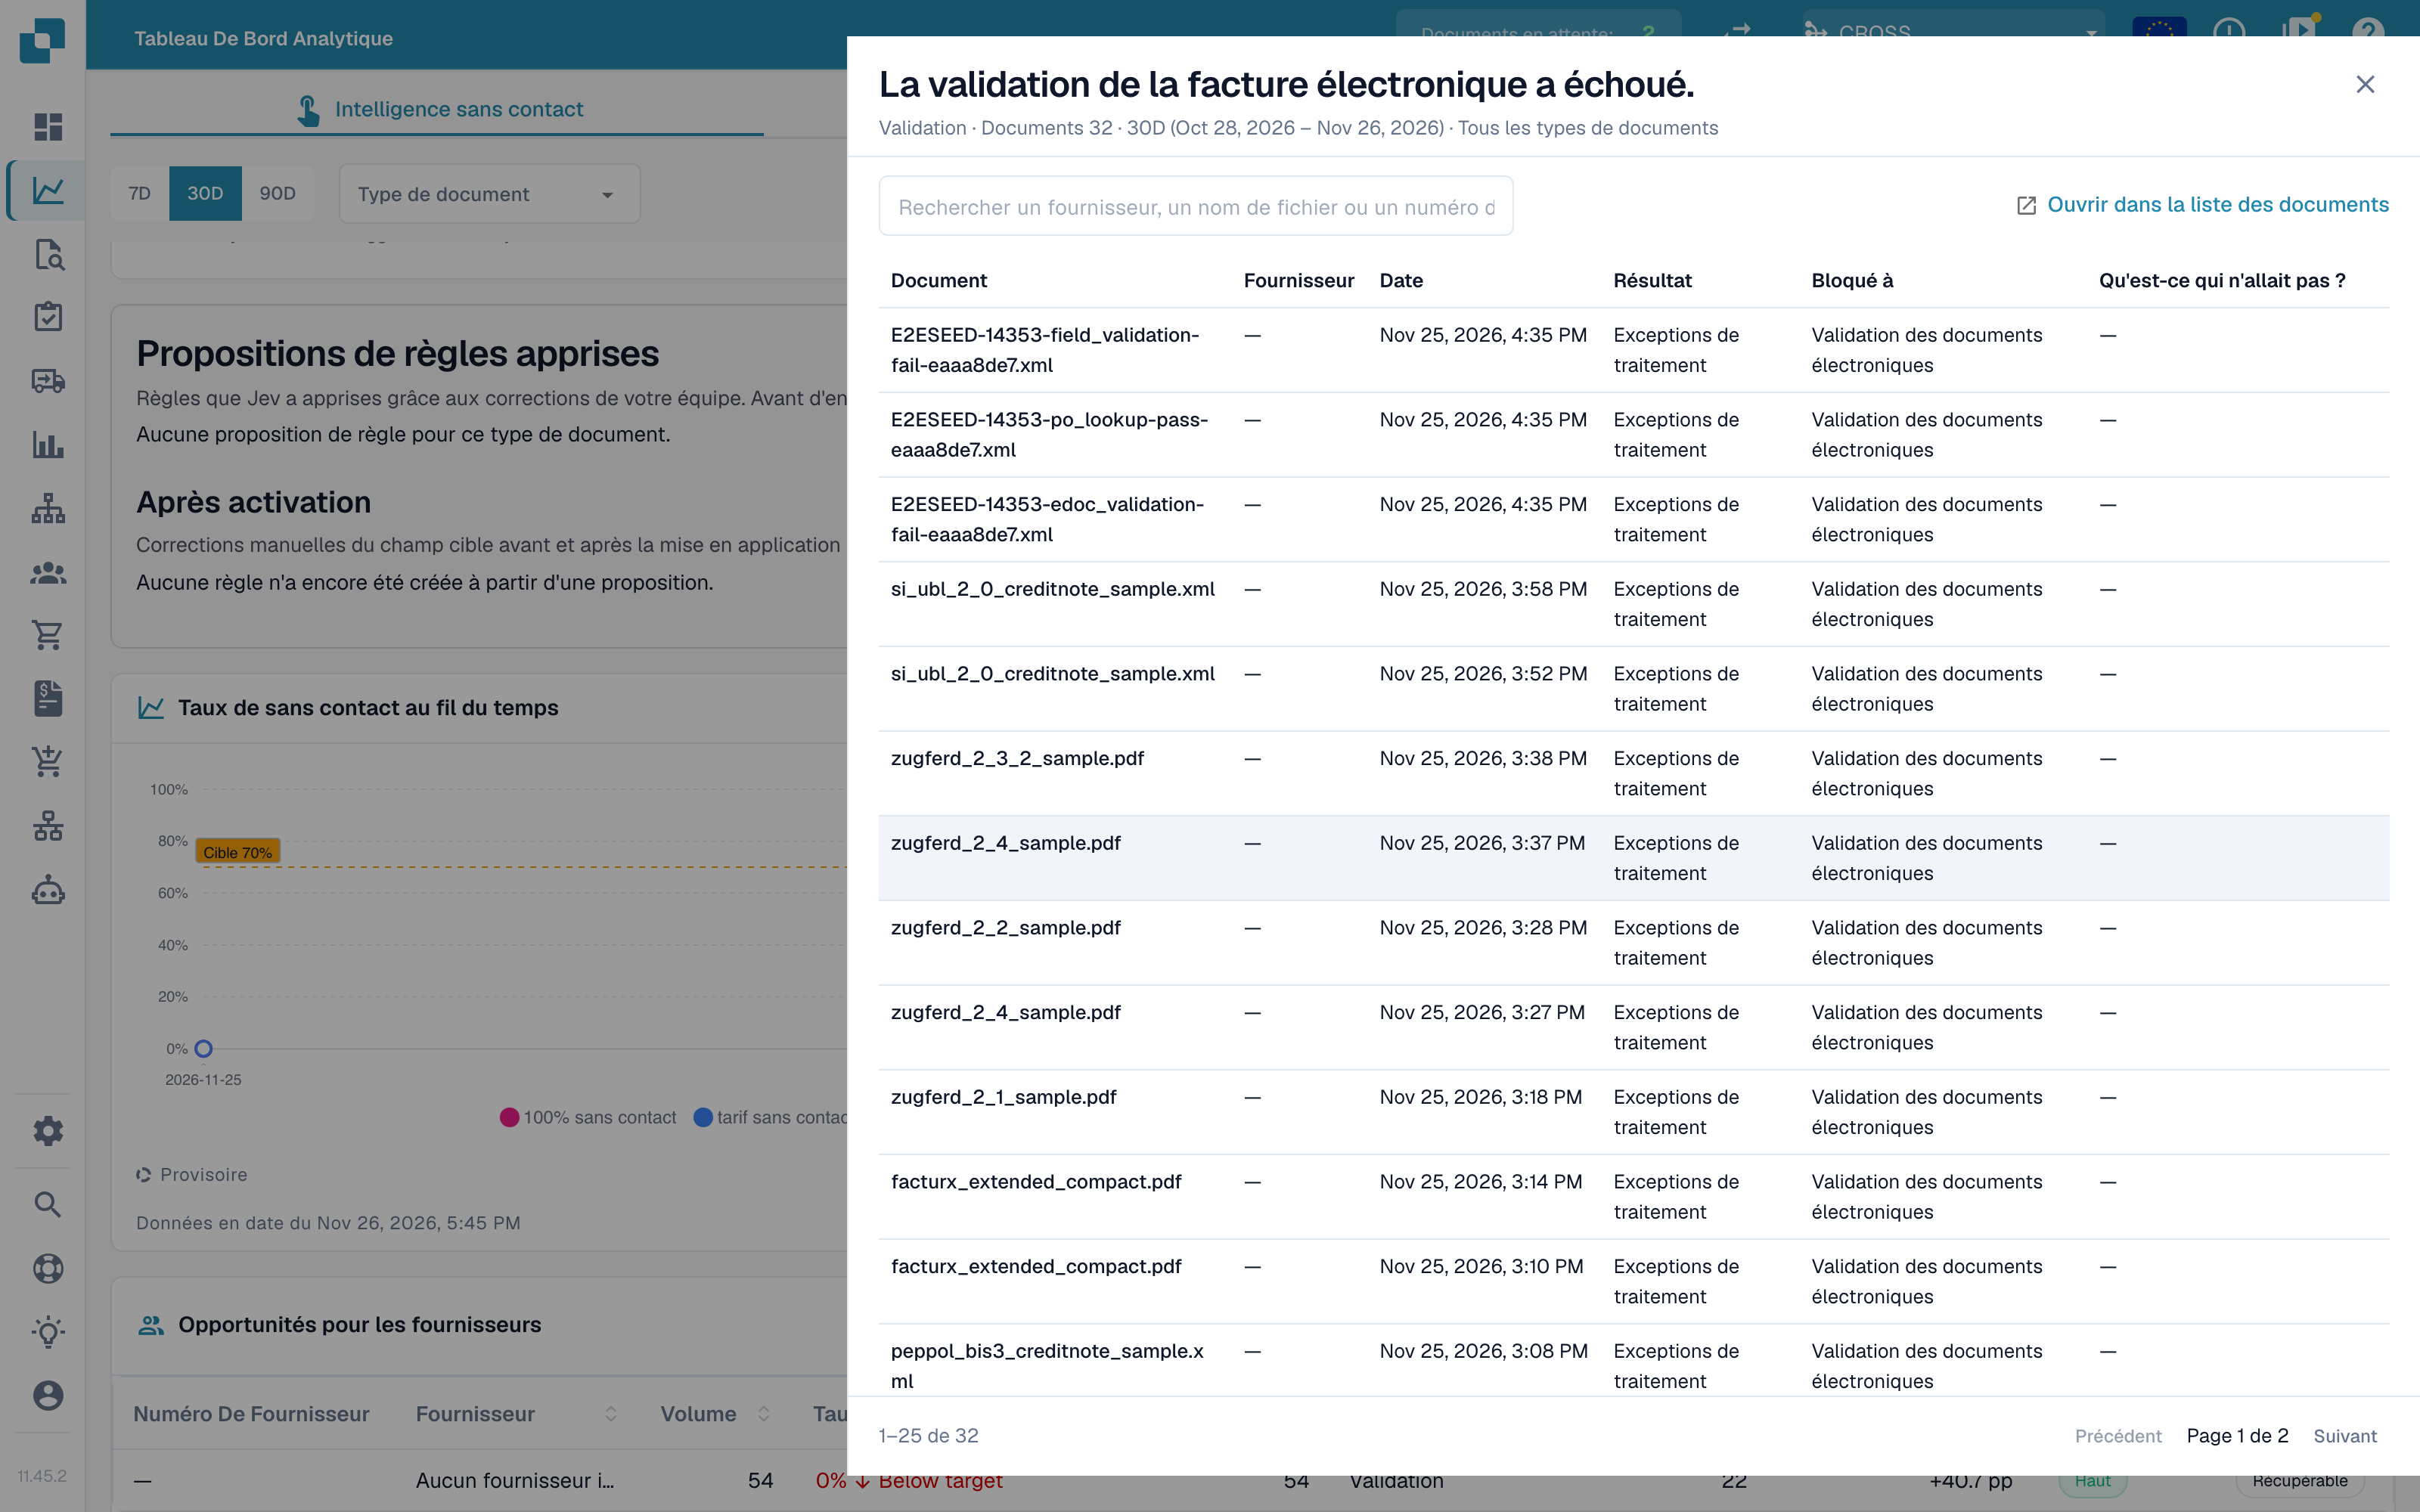 Tableau De Bord Analytique
Documents en attente: 2
CROSS
Intelligence sans contact
7D 30D 90D Type de document
Propositions de règles apprises
Règles que Jev a apprises grâce aux corrections de votre équipe. Avant d'en
Aucune proposition de règle pour ce type de document.
Après activation
Corrections manuelles du champ cible avant et après la mise en application
Aucune règle n'a encore été créée à partir d'une proposition.
Taux de sans contact au fil du temps
100%
80%
Cible 70%
60%
40%
20%
0%
2026-11-25
100% sans contact tarif sans contac
Provisoire
Données en date du Nov 26, 2026, 5:45 PM
Opportunités pour les fournisseurs
Numéro De Fournisseur Fournisseur Volume Tau
— Aucun fournisseur i... 54 0% ↓ Below target 54 Validation 22 +40.7 pp Haut Récupérable
11.45.2
La validation de la facture électronique a échoué.
Validation · Documents 32 · 30D (Oct 28, 2026 – Nov 26, 2026) · Tous les types de documents
Rechercher un fournisseur, un nom de fichier ou un numéro d
Ouvrir dans la liste des documents
Document Fournisseur Date Résultat Bloqué à Qu'est-ce qui n'allait pas ?
E2ESEED-14353-field_validation- — Nov 25, 2026, 4:35 PM Exceptions de Validation des documents —
fail-eaaa8de7.xml traitement électroniques
E2ESEED-14353-po_lookup-pass- — Nov 25, 2026, 4:35 PM Exceptions de Validation des documents —
eaaa8de7.xml traitement électroniques
E2ESEED-14353-edoc_validation- — Nov 25, 2026, 4:35 PM Exceptions de Validation des documents —
fail-eaaa8de7.xml traitement électroniques
si_ubl_2_0_creditnote_sample.xml — Nov 25, 2026, 3:58 PM Exceptions de Validation des documents —
traitement électroniques
si_ubl_2_0_creditnote_sample.xml — Nov 25, 2026, 3:52 PM Exceptions de Validation des documents —
traitement électroniques
zugferd_2_3_2_sample.pdf — Nov 25, 2026, 3:38 PM Exceptions de Validation des documents —
traitement électroniques
zugferd_2_4_sample.pdf — Nov 25, 2026, 3:37 PM Exceptions de Validation des documents —
traitement électroniques
zugferd_2_2_sample.pdf — Nov 25, 2026, 3:28 PM Exceptions de Validation des documents —
traitement électroniques
zugferd_2_4_sample.pdf — Nov 25, 2026, 3:27 PM Exceptions de Validation des documents —
traitement électroniques
zugferd_2_1_sample.pdf — Nov 25, 2026, 3:18 PM Exceptions de Validation des documents —
traitement électroniques
facturx_extended_compact.pdf — Nov 25, 2026, 3:14 PM Exceptions de Validation des documents —
traitement électroniques
facturx_extended_compact.pdf — Nov 25, 2026, 3:10 PM Exceptions de Validation des documents —
traitement électroniques
peppol_bis3_creditnote_sample.x — Nov 25, 2026, 3:08 PM Exceptions de Validation des documents —
ml traitement électroniques
1–25 de 32
Précédent Page 1 de 2 Suivant